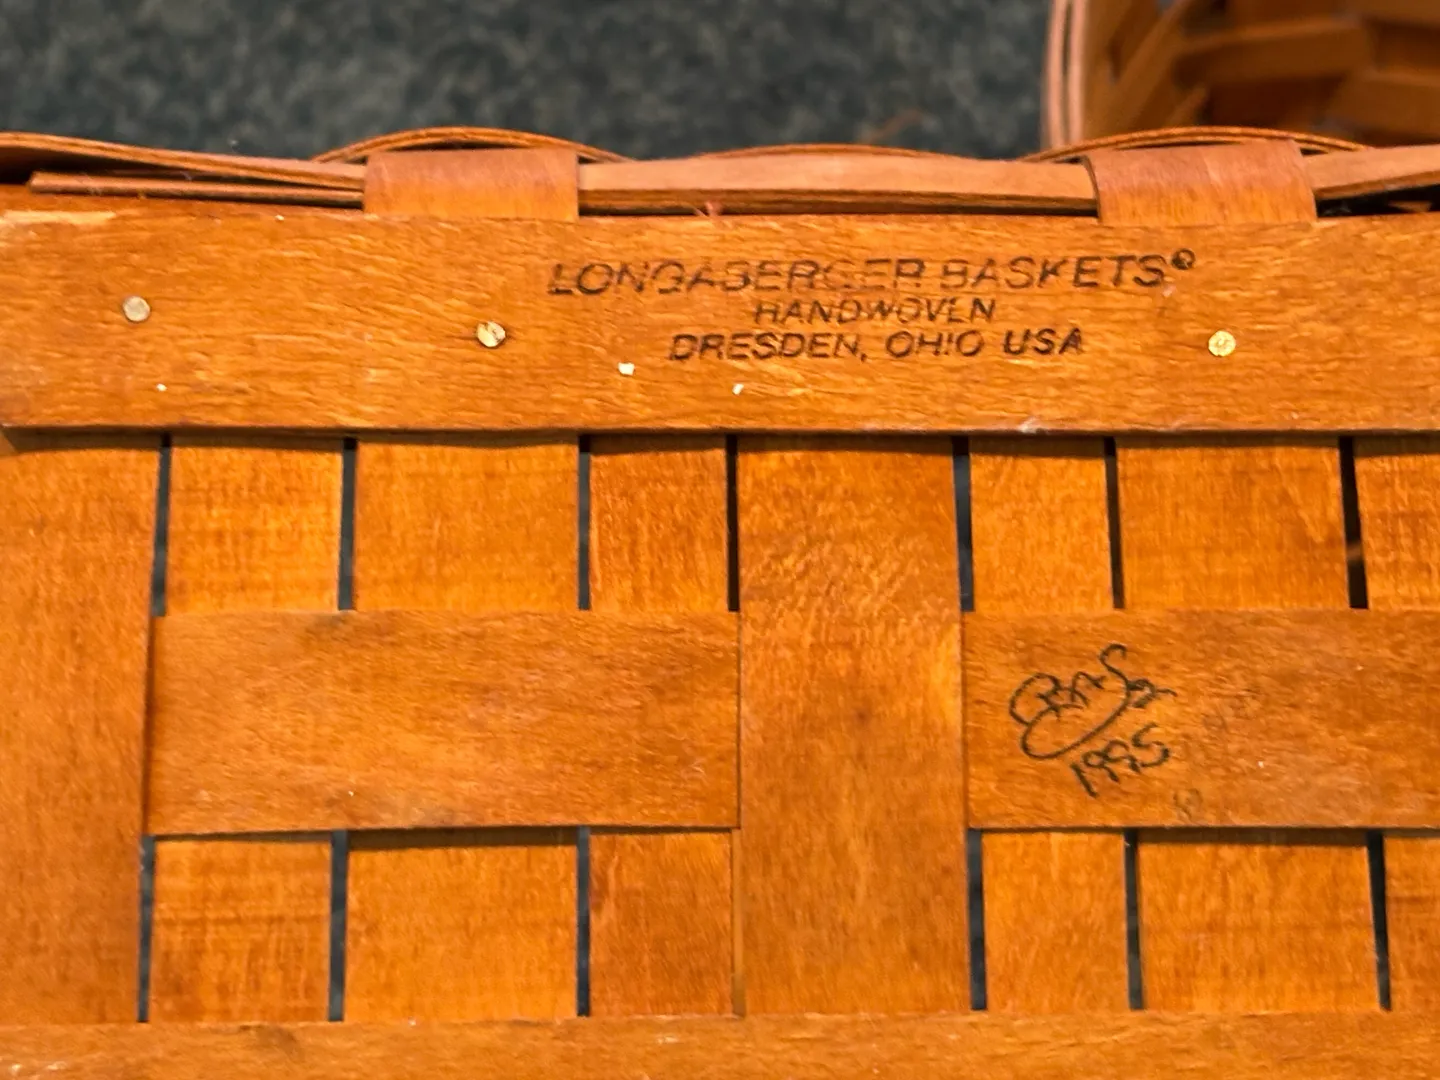 LONGABERGER BASKETS®
HANDWOVEN
DRESDEN, OHIO USA
1995